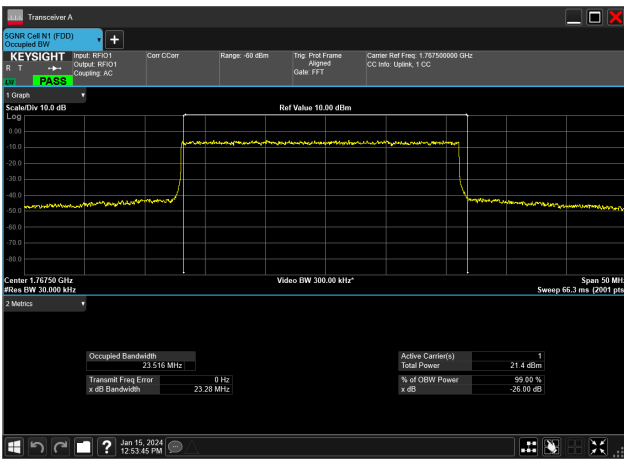 Transceiver A
5GNR Cell N1 (FDD)
Occupied BW
KEYSIGHT
R T
LXI
PASS
Input: RFIO1
Output: RFIO1
Coupling: AC
Corr CCorr
Range: -60 dBm
Trig: Prot Frame
Aligned
Gate: FFT
Carrier Ref Freq: 1.767500000 GHz
CC Info: Uplink, 1 CC
1 Graph
Scale/Div 10.0 dB
Ref Value 10.00 dBm
Log
0.00
-10.0
-20.0
-30.0
-40.0
-50.0
-60.0
-70.0
-80.0
Center 1.76750 GHz
Video BW 300.00 kHz*
Span 50 MHz
#Res BW 30.000 kHz
Sweep 66.3 ms (2001 pts
2 Metrics
Occupied Bandwidth
23.516 MHz
Transmit Freq Error 0 Hz
x dB Bandwidth 23.28 MHz
Active Carrier(s) 1
Total Power 21.4 dBm
% of OBW Power 99.00 %
x dB -26.00 dB
?
Jan 15, 2024
12:53:45 PM